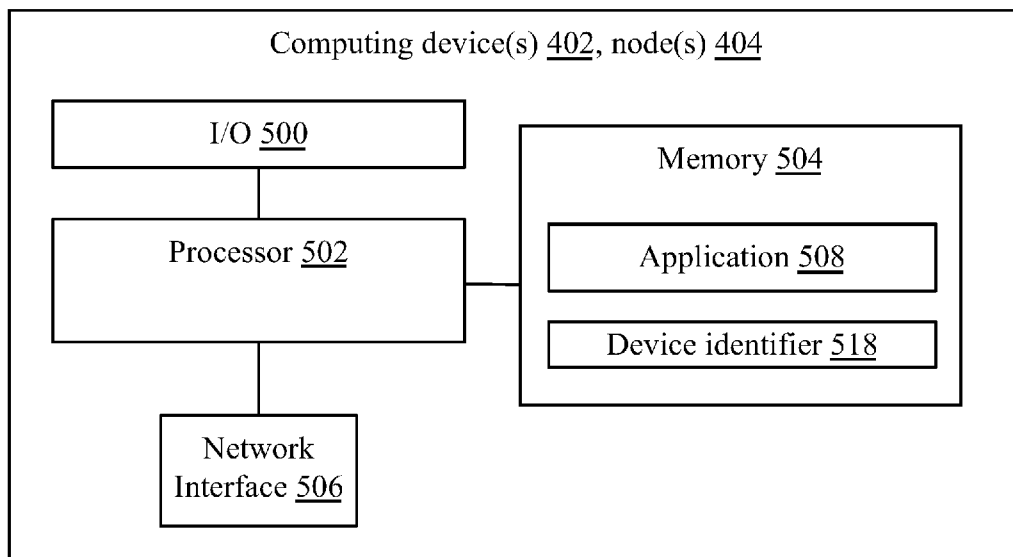 Computing device(s) 402, node(s) 404
I/O 500
Processor 502
Memory 504
Application 508
Device identifier 518
Network
Interface 506